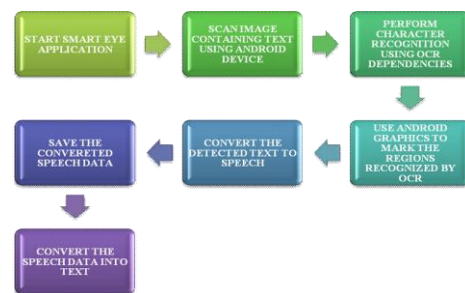 START SMART EYE
APPLICATION
SCAN IMAGE
CONTAINING TEXT
USING ANDROID
DEVICE
PERFORM
CHARACTER
RECOGNITION
USING OCR
DEPENDENCIES
USE ANDROID
GRAPHICS TO
MARK THE
REGIONS
RECOGNIZED BY
OCR
CONVERT THE
DETECTED TEXT TO
SPEECH
SAVE THE
CONVERETED
SPEECH DATA
CONVERT THE
SPEECH DATA INTO
TEXT